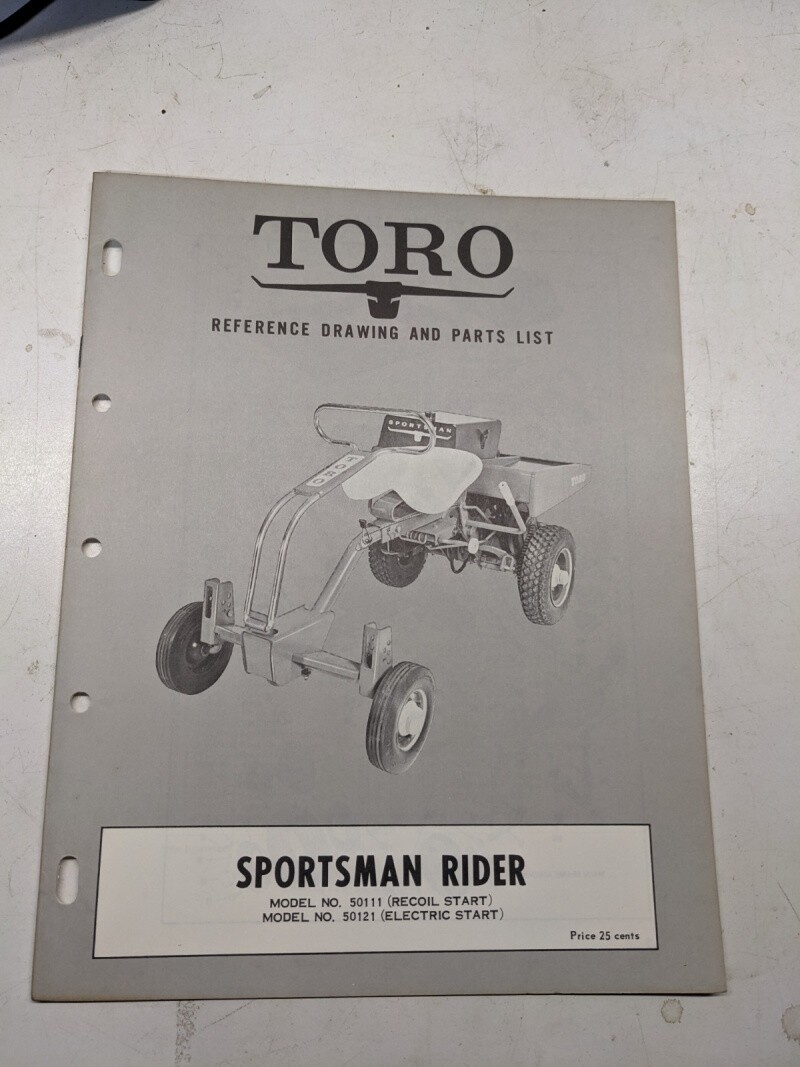 TORO
REFERENCE DRAWING AND PARTS LIST
SPORTSMAN
TORO
SPORTSMAN RIDER
MODEL NO. 50111 (RECOIL START)
MODEL NO. 50121 (ELECTRIC START)
Price 25 cents